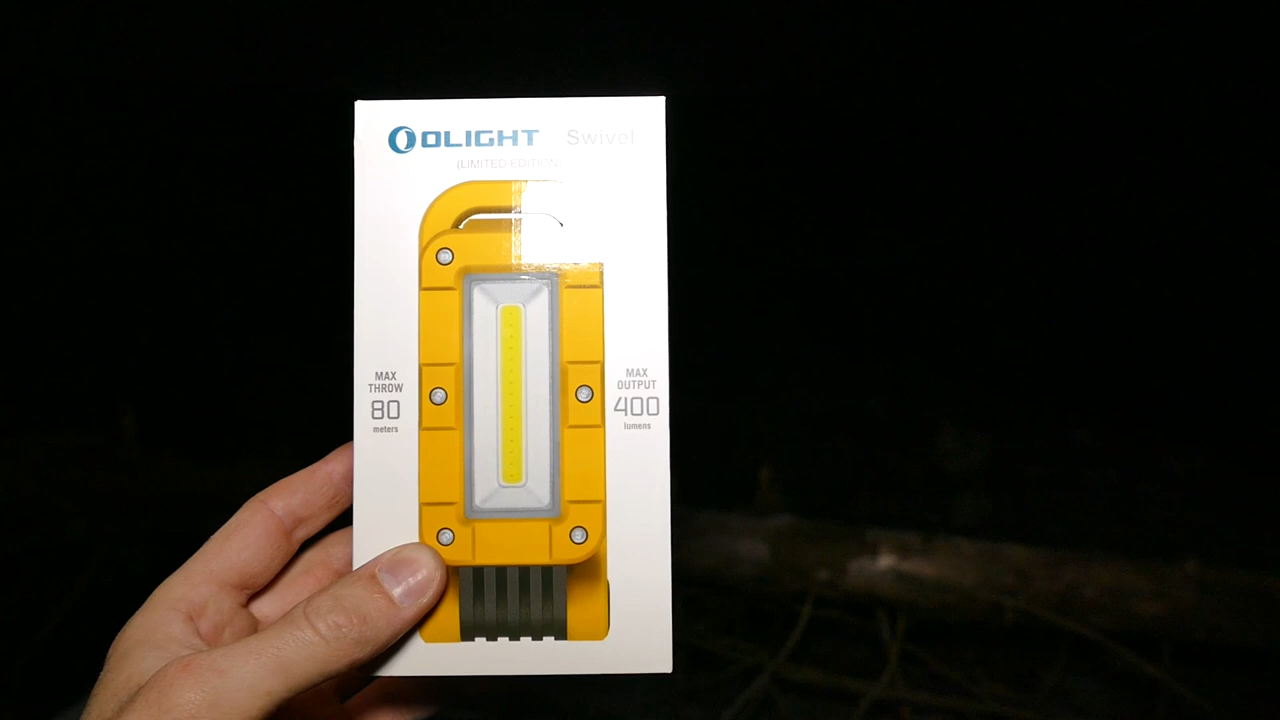 OLIGHT Swivel
(LIMITED EDITION)
MAX
THROW
80
meters
MAX
OUTPUT
400
lumens